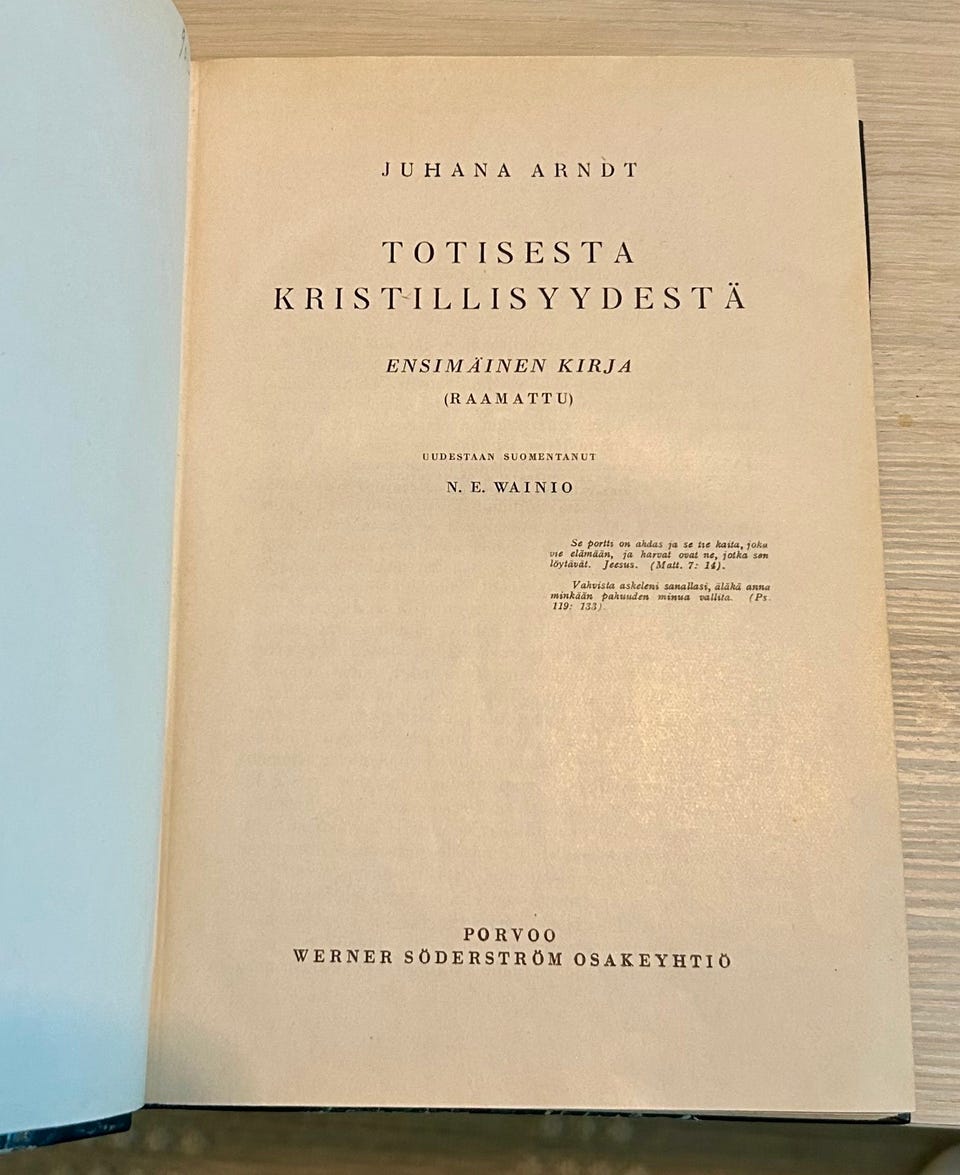 JUHANA ARNDT
TOTISESTA
KRISTILLISYYDESTÄ
ENSIMÄINEN KIRJA
(RAAMATTU)
UUDESTAAN SUOMENTANUT
N. E. WAINIO
Se portti on ahdas ja se tie kaita, joka
vie elämään, ja harvat ovat ne, jotka sen
löytävät. Jeesus. (Matt. 7: 14).
Vahvista askeleni sanallasi, äläkä anna
minkään pahuuden minua vallita. (Ps.
119: 133).
PORVOO
WERNER SÖDERSTRÖM OSAKEYHTIÖ